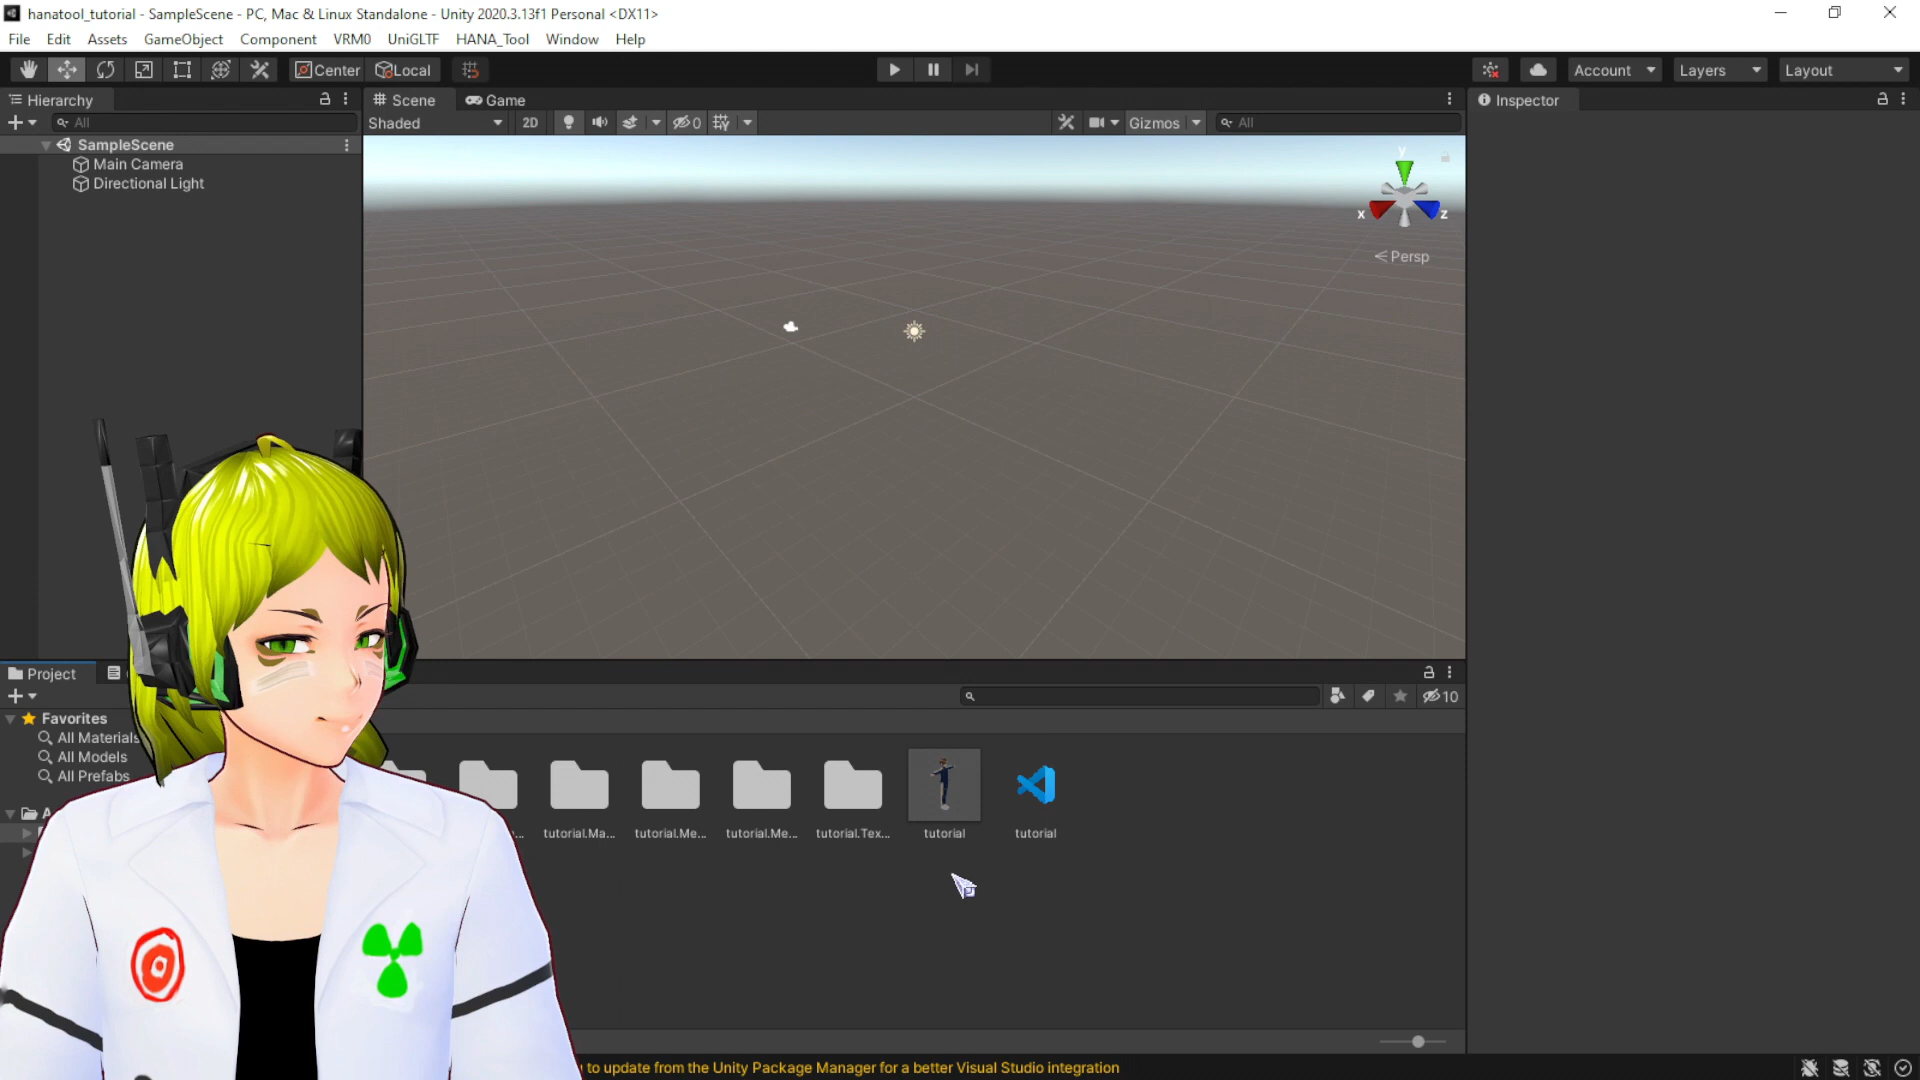 hanatool_tutorial - SampleScene - PC, Mac & Linux Standalone - Unity 2020.3.13f1 Personal <DX11>
File Edit Assets GameObject Component VRM0 UniGLTF HANA_Tool Window Help
Center Local Account Layers Layout
Hierarchy Scene Game Inspector
All Shaded 2D 0 Gizmos All
SampleScene
Main Camera
Directional Light
y
x z
Persp
Project
10
Favorites
All Materials
All Models
All Prefabs
A
... tutorial.Ma... tutorial.Me... tutorial.Me... tutorial.Tex... tutorial tutorial
to update from the Unity Package Manager for a better Visual Studio integration